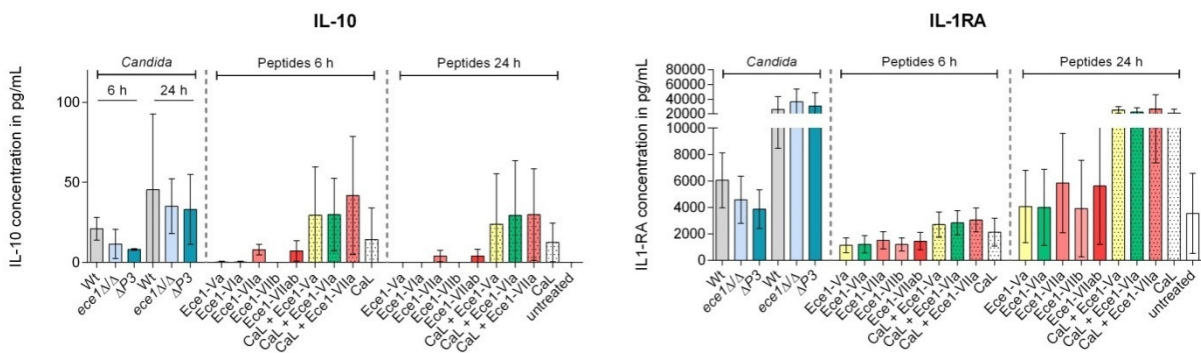 IL-10
Candida
Peptides 6 h
Peptides 24 h
6 h
24 h
IL-10 concentration in pg/mL
100
50
0
Wt
ece1Δ/Δ
ΔP3
Wt
ece1Δ/Δ
ΔP3
Ece1-Va
Ece1-VIa
Ece1-VIIa
Ece1-VIIb
Ece1-VIIab
CaL + Ece1-Va
CaL + Ece1-VIa
CaL + Ece1-VIIa
CaL
Ece1-Va
Ece1-VIa
Ece1-VIIa
Ece1-VIIb
Ece1-VIIab
CaL + Ece1-Va
CaL + Ece1-VIa
CaL + Ece1-VIIa
CaL
untreated
IL-1RA
Candida
Peptides 6 h
Peptides 24 h
IL1-RA concentration in pg/mL
80000
60000
40000
20000
10000
8000
6000
4000
2000
0
Wt
ece1Δ/Δ
ΔP3
Wt
ece1Δ/Δ
ΔP3
Ece1-Va
Ece1-VIa
Ece1-VIIa
Ece1-VIIb
Ece1-VIIab
CaL + Ece1-Va
CaL + Ece1-VIa
CaL + Ece1-VIIa
CaL
Ece1-Va
Ece1-VIa
Ece1-VIIa
Ece1-VIIb
Ece1-VIIab
CaL + Ece1-Va
CaL + Ece1-VIa
CaL + Ece1-VIIa
CaL
untreated